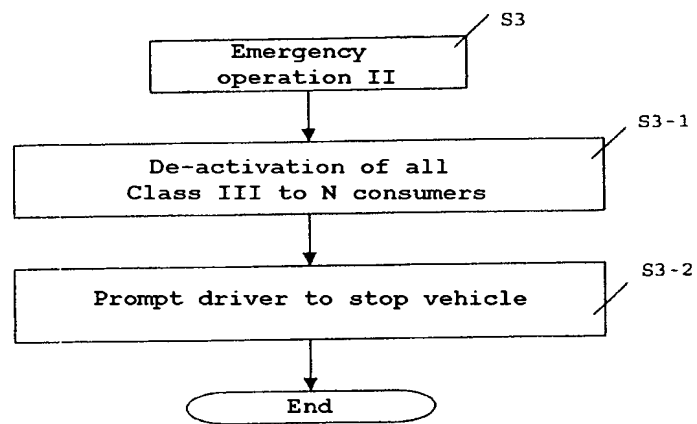 S3
Emergency
operation II
S3-1
De-activation of all
Class III to N consumers
S3-2
Prompt driver to stop vehicle
End